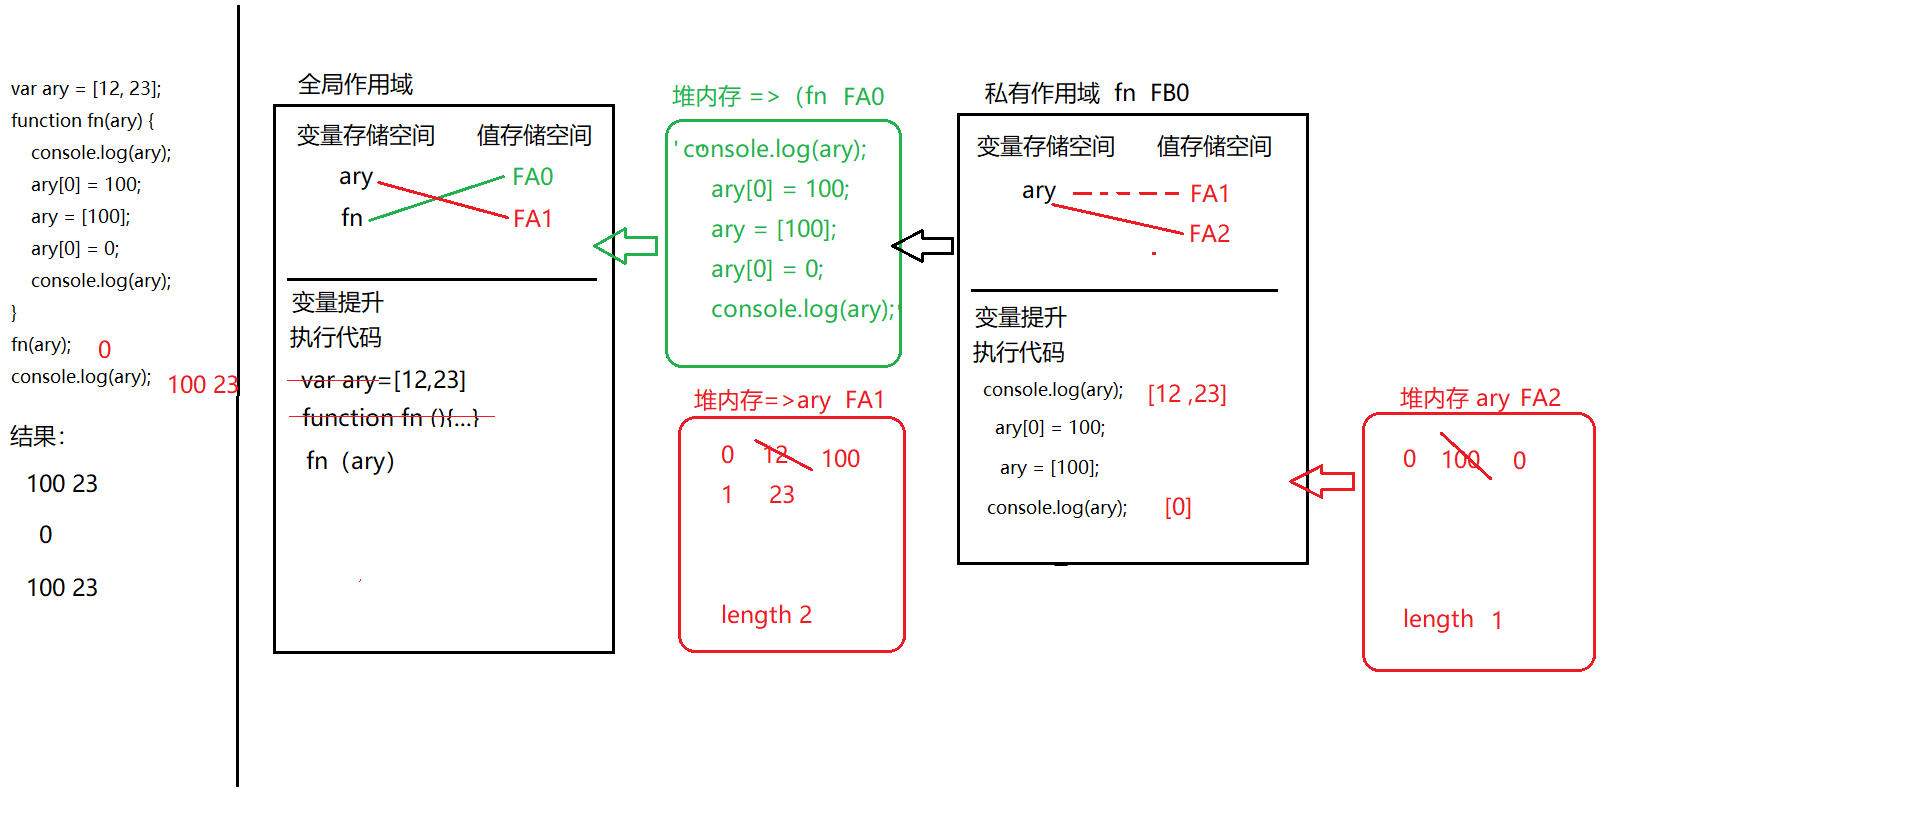 var ary = [12, 23];
function fn(ary) {
console.log(ary);
ary[0] = 100;
ary = [100];
ary[0] = 0;
console.log(ary);
}
fn(ary); 0
console.log(ary); 100 23
结果：
100 23
0
100 23
全局作用域
变量存储空间 值存储空间
ary FA0
fn FA1
变量提升
执行代码
var ary=[12,23]
function fn (){...}
fn（ary）
堆内存 =>（fn FA0
' console.log(ary);
ary[0] = 100;
ary = [100];
ary[0] = 0;
console.log(ary);'
堆内存=>ary FA1
0 12 100
1 23
length 2
私有作用域 fn FB0
变量存储空间 值存储空间
ary FA1
FA2
变量提升
执行代码
console.log(ary); [12 ,23]
ary[0] = 100;
ary = [100];
console.log(ary); [0]
堆内存 ary FA2
0 100 0
length 1